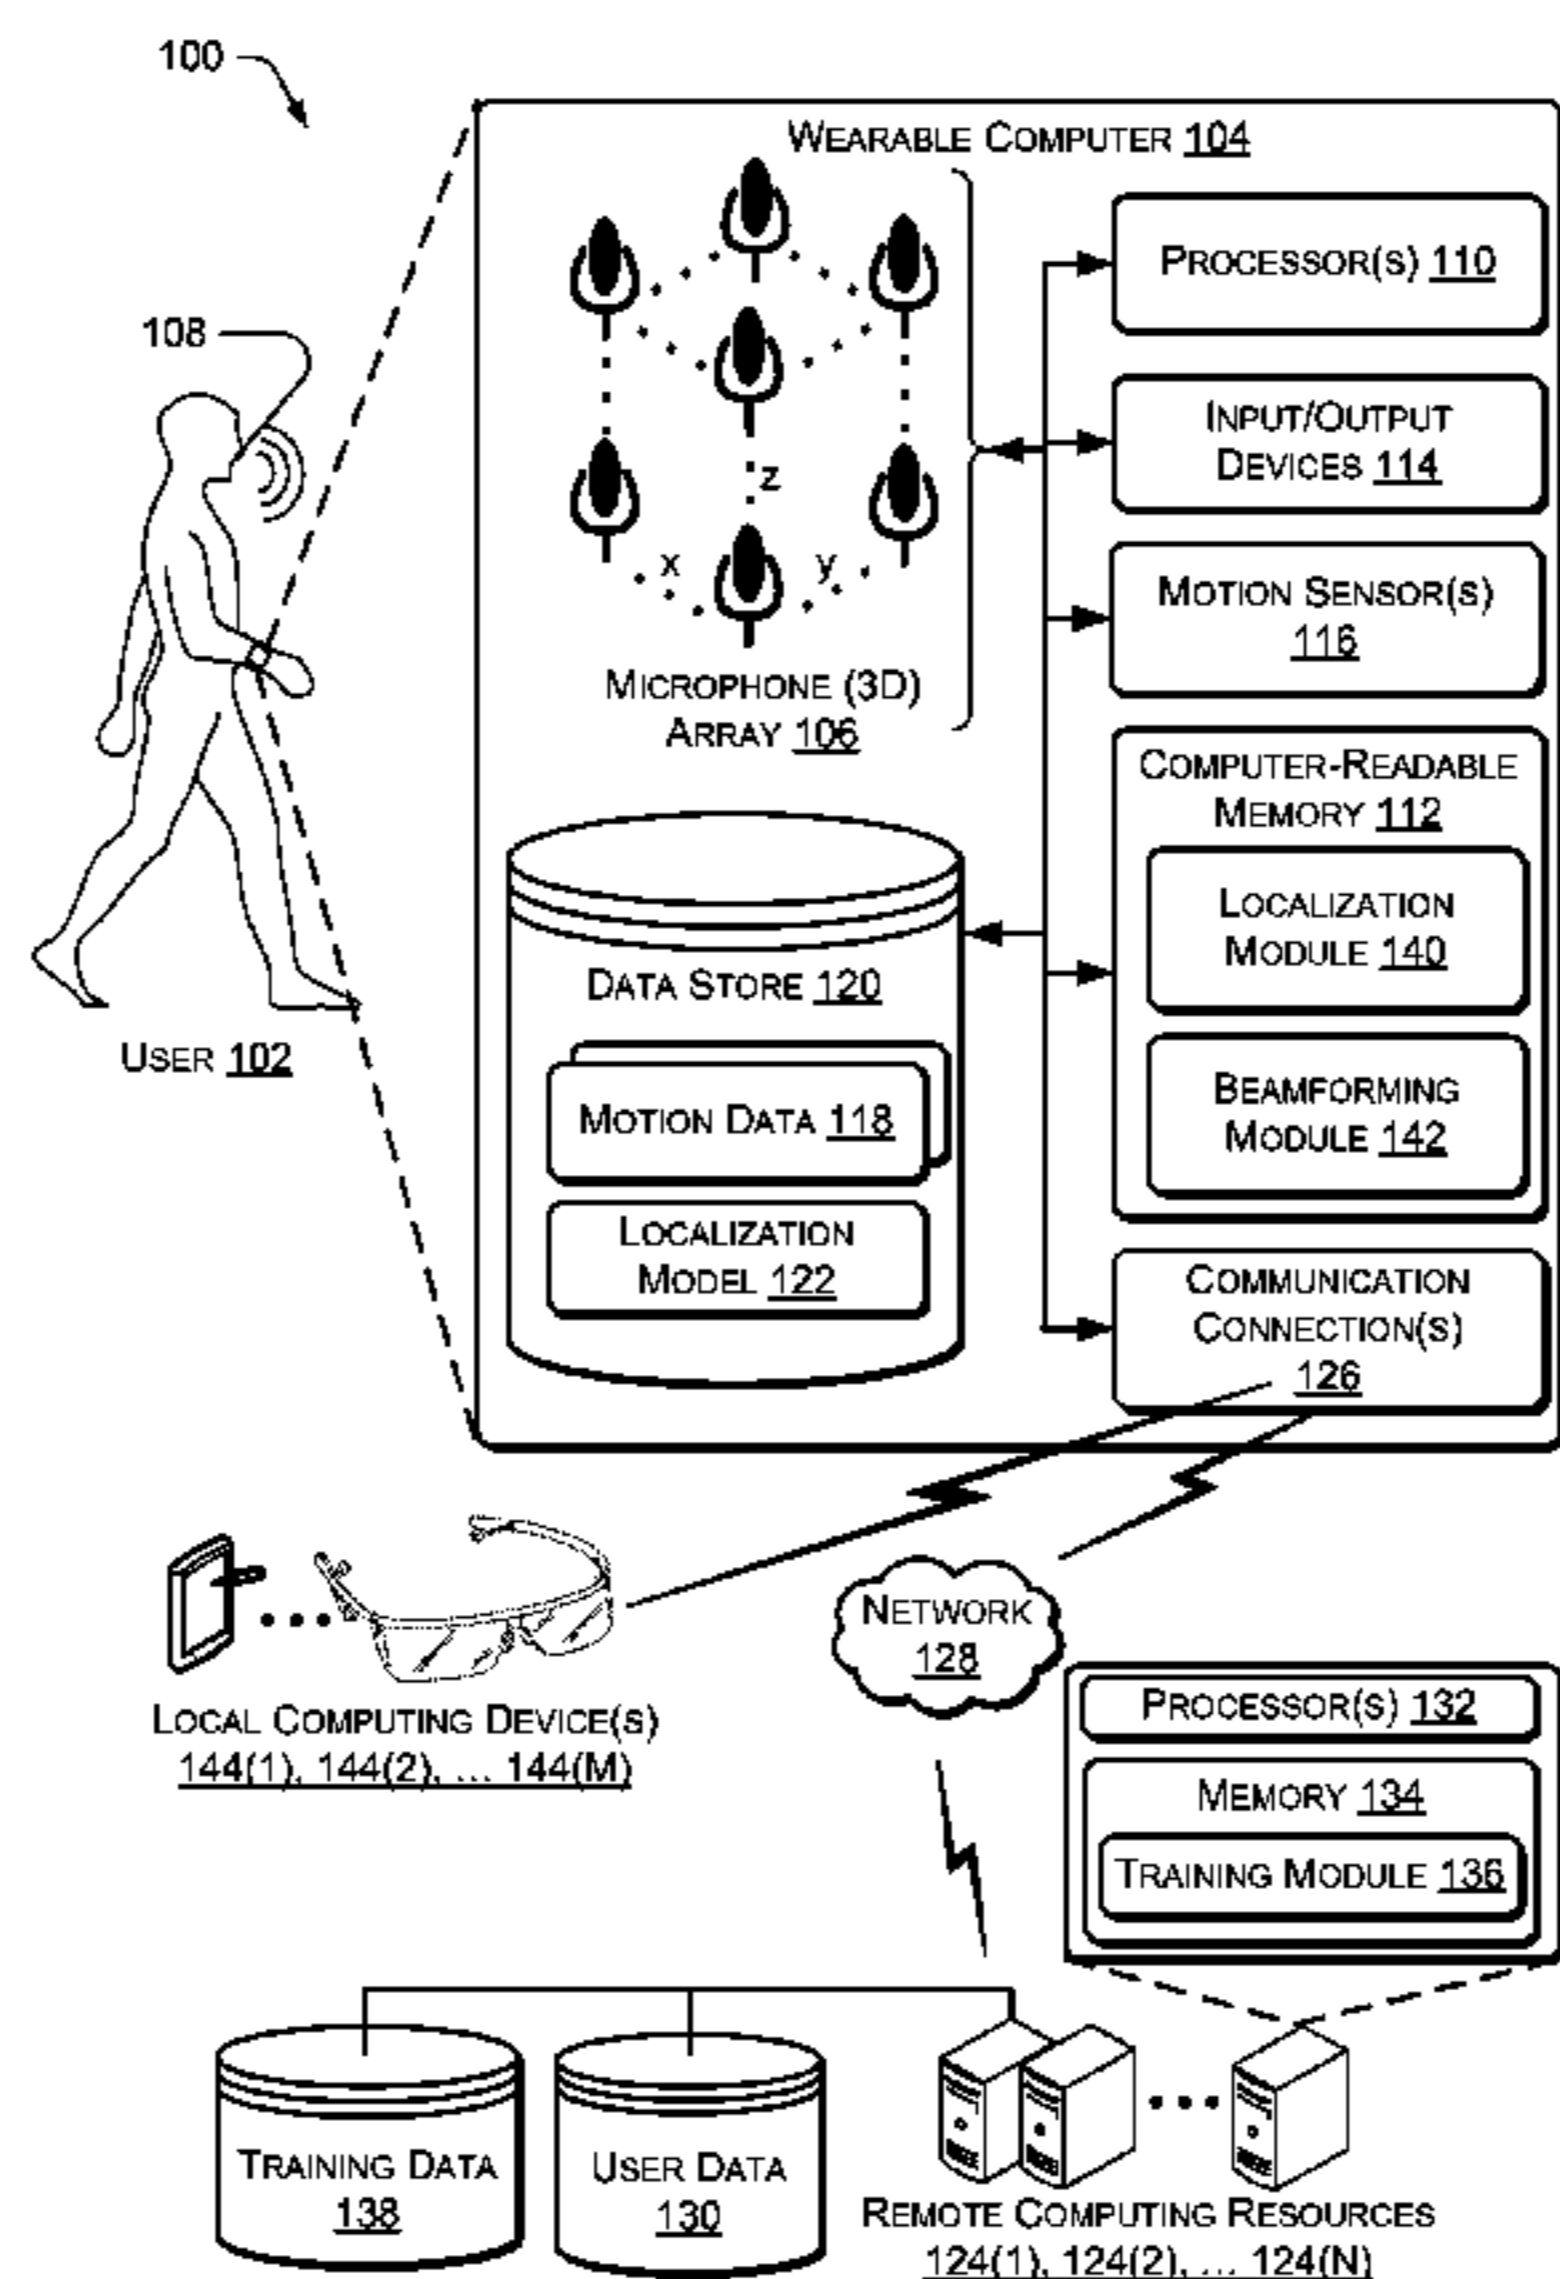 100
WEARABLE COMPUTER 104
PROCESSOR(S) 110
108
INPUT/OUTPUT
DEVICES 114
z
x
y
MOTION SENSOR(S)
116
MICROPHONE (3D)
ARRAY 106
COMPUTER-READABLE
MEMORY 112
LOCALIZATION
MODULE 140
BEAMFORMING
MODULE 142
DATA STORE 120
USER 102
MOTION DATA 118
LOCALIZATION
MODEL 122
COMMUNICATION
CONNECTION(S)
126
NETWORK
128
LOCAL COMPUTING DEVICE(S)
144(1), 144(2), ... 144(M)
PROCESSOR(S) 132
MEMORY 134
TRAINING MODULE 136
TRAINING DATA
138
USER DATA
130
REMOTE COMPUTING RESOURCES
124(1), 124(2), ... 124(N)